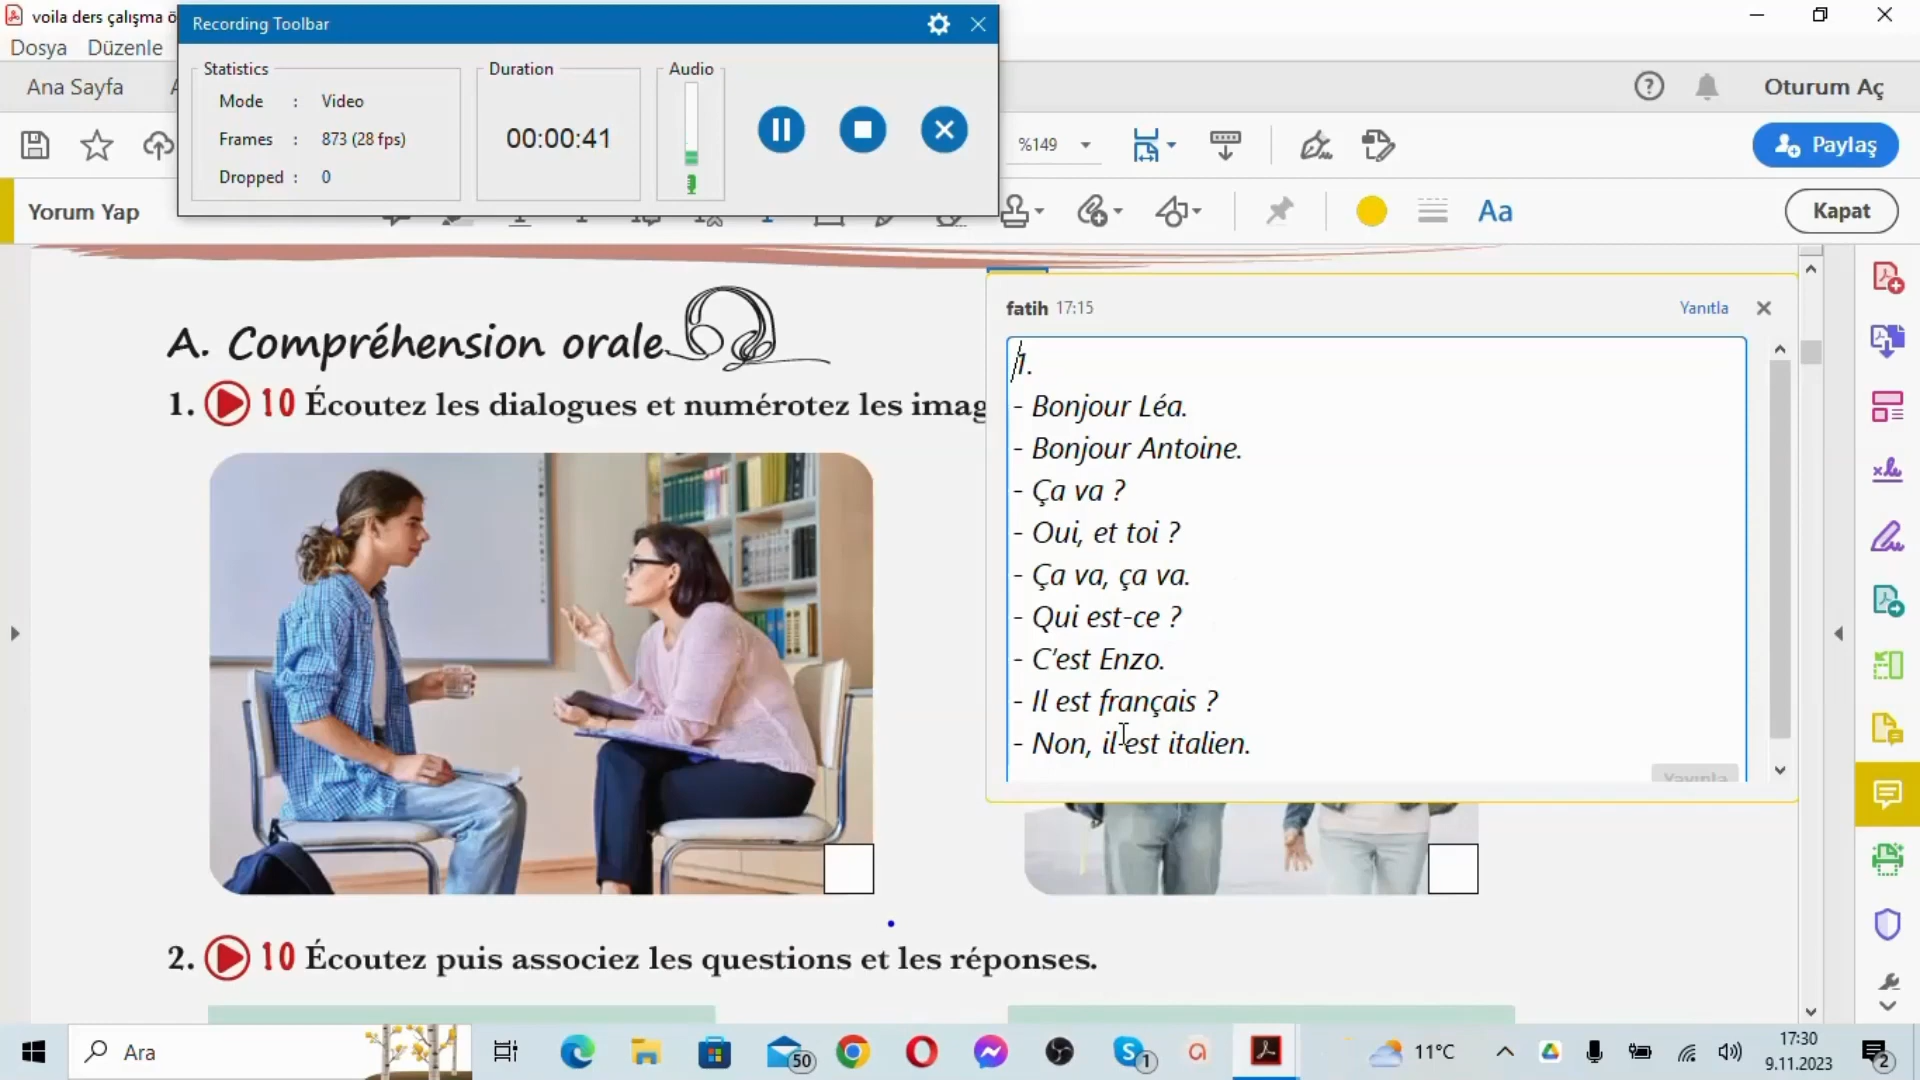 voila ders çalışma ö
Recording Toolbar
Dosya Düzenle
Statistics
Duration
Audio
Mode : Video
Frames : 873 (28 fps)
Dropped : 0
00:00:41
Ana Sayfa
Oturum Aç
%149
Paylaş
Yorum Yap
Aa
Kapat
A. Compréhension orale
1. 10 Écoutez les dialogues et numérotez les imag
fatih 17:15
Yanıtla
1.
- Bonjour Léa.
- Bonjour Antoine.
- Ça va ?
- Oui, et toi ?
- Ça va, ça va.
- Qui est-ce ?
- C’est Enzo.
- Il est français ?
- Non, il est italien.
Yayınla
2. 10 Écoutez puis associez les questions et les réponses.
Ara
50
1
11°C
17:30
9.11.2023
2